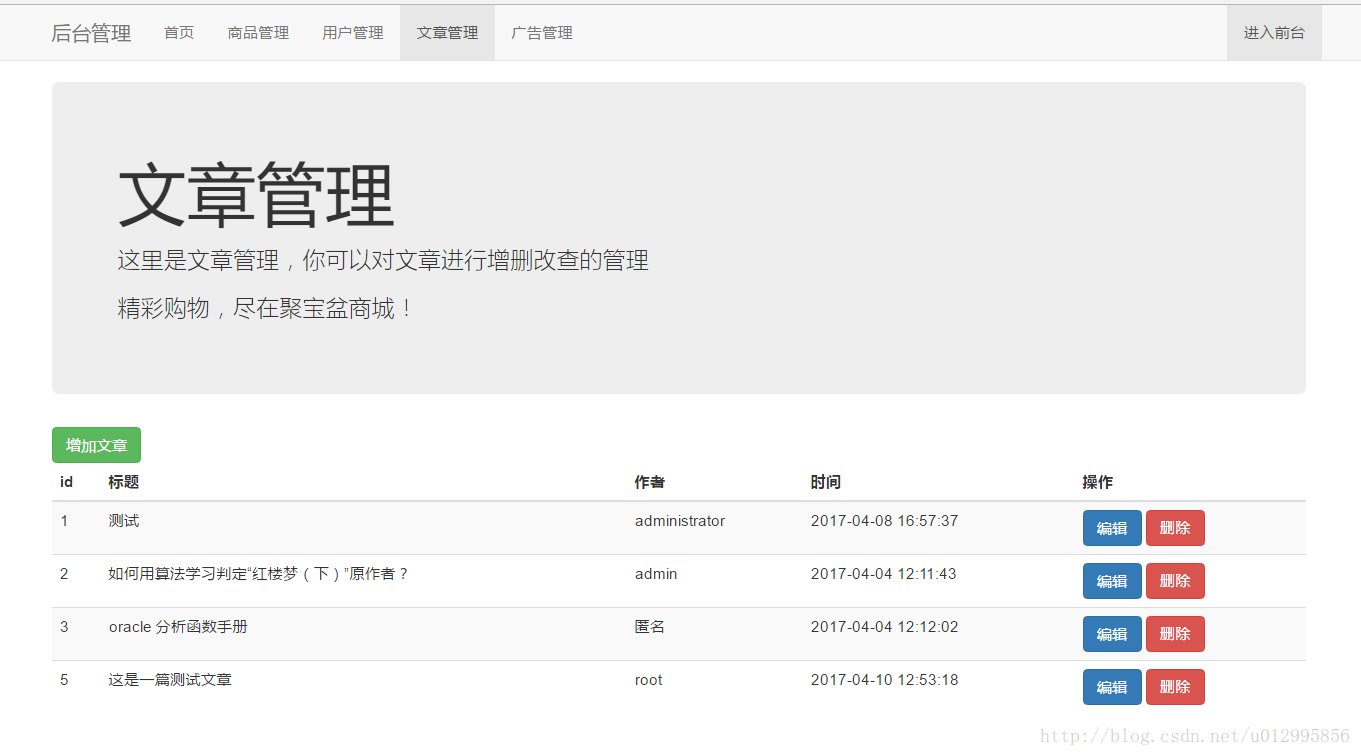 后台管理 首页 商品管理 用户管理 文章管理 广告管理 进入前台
文章管理
这里是文章管理，你可以对文章进行增删改查的管理
精彩购物，尽在聚宝盆商城！
增加文章
id 标题 作者 时间 操作
1 测试 administrator 2017-04-08 16:57:37 编辑 删除
2 如何用算法学习判定“红楼梦（下）”原作者？ admin 2017-04-04 12:11:43 编辑 删除
3 oracle 分析函数手册 匿名 2017-04-04 12:12:02 编辑 删除
5 这是一篇测试文章 root 2017-04-10 12:53:18 编辑 删除
http://blog.csdn.net/u012995856